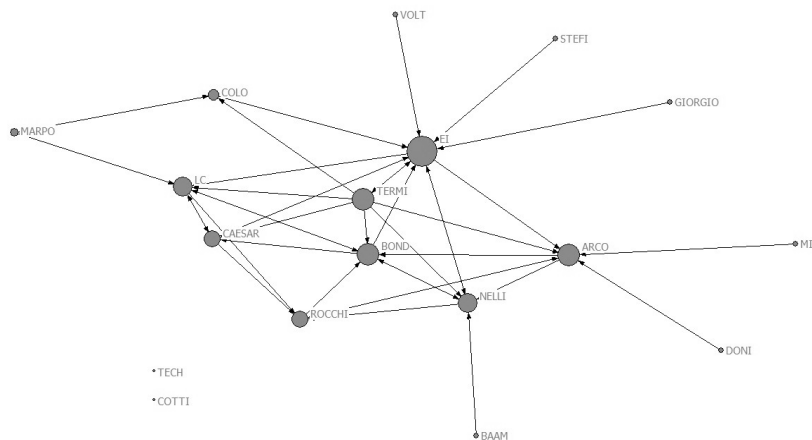 VOLT
STEFI
GIORGIO
COLO
MARPO
EI
LC
TERMI
CAESAR
BOND
ARCO
MI
NELLI
ROCCHI
DONI
TECH
COTTI
BAAM